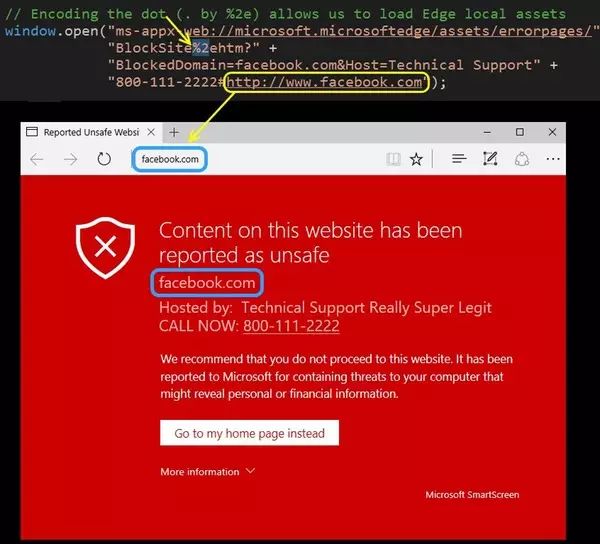 // Encoding the dot (. by %2e) allows us to load Edge local assets
window.open("ms-appx-web://microsoft.microsoftedge/assets/errorpages/"
"BlockSite%2ehtm?" +
"BlockedDomain=facebook.com&Host=Technical Support" +
"800-111-2222#http://www.facebook.com");
Reported Unsafe Websi
facebook.com
Content on this website has been
reported as unsafe
facebook.com
Hosted by: Technical Support Really Super Legit
CALL NOW: 800-111-2222
We recommend that you do not proceed to this website. It has been
reported to Microsoft for containing threats to your computer that
might reveal personal or financial information.
Go to my home page instead
More information
Microsoft SmartScreen